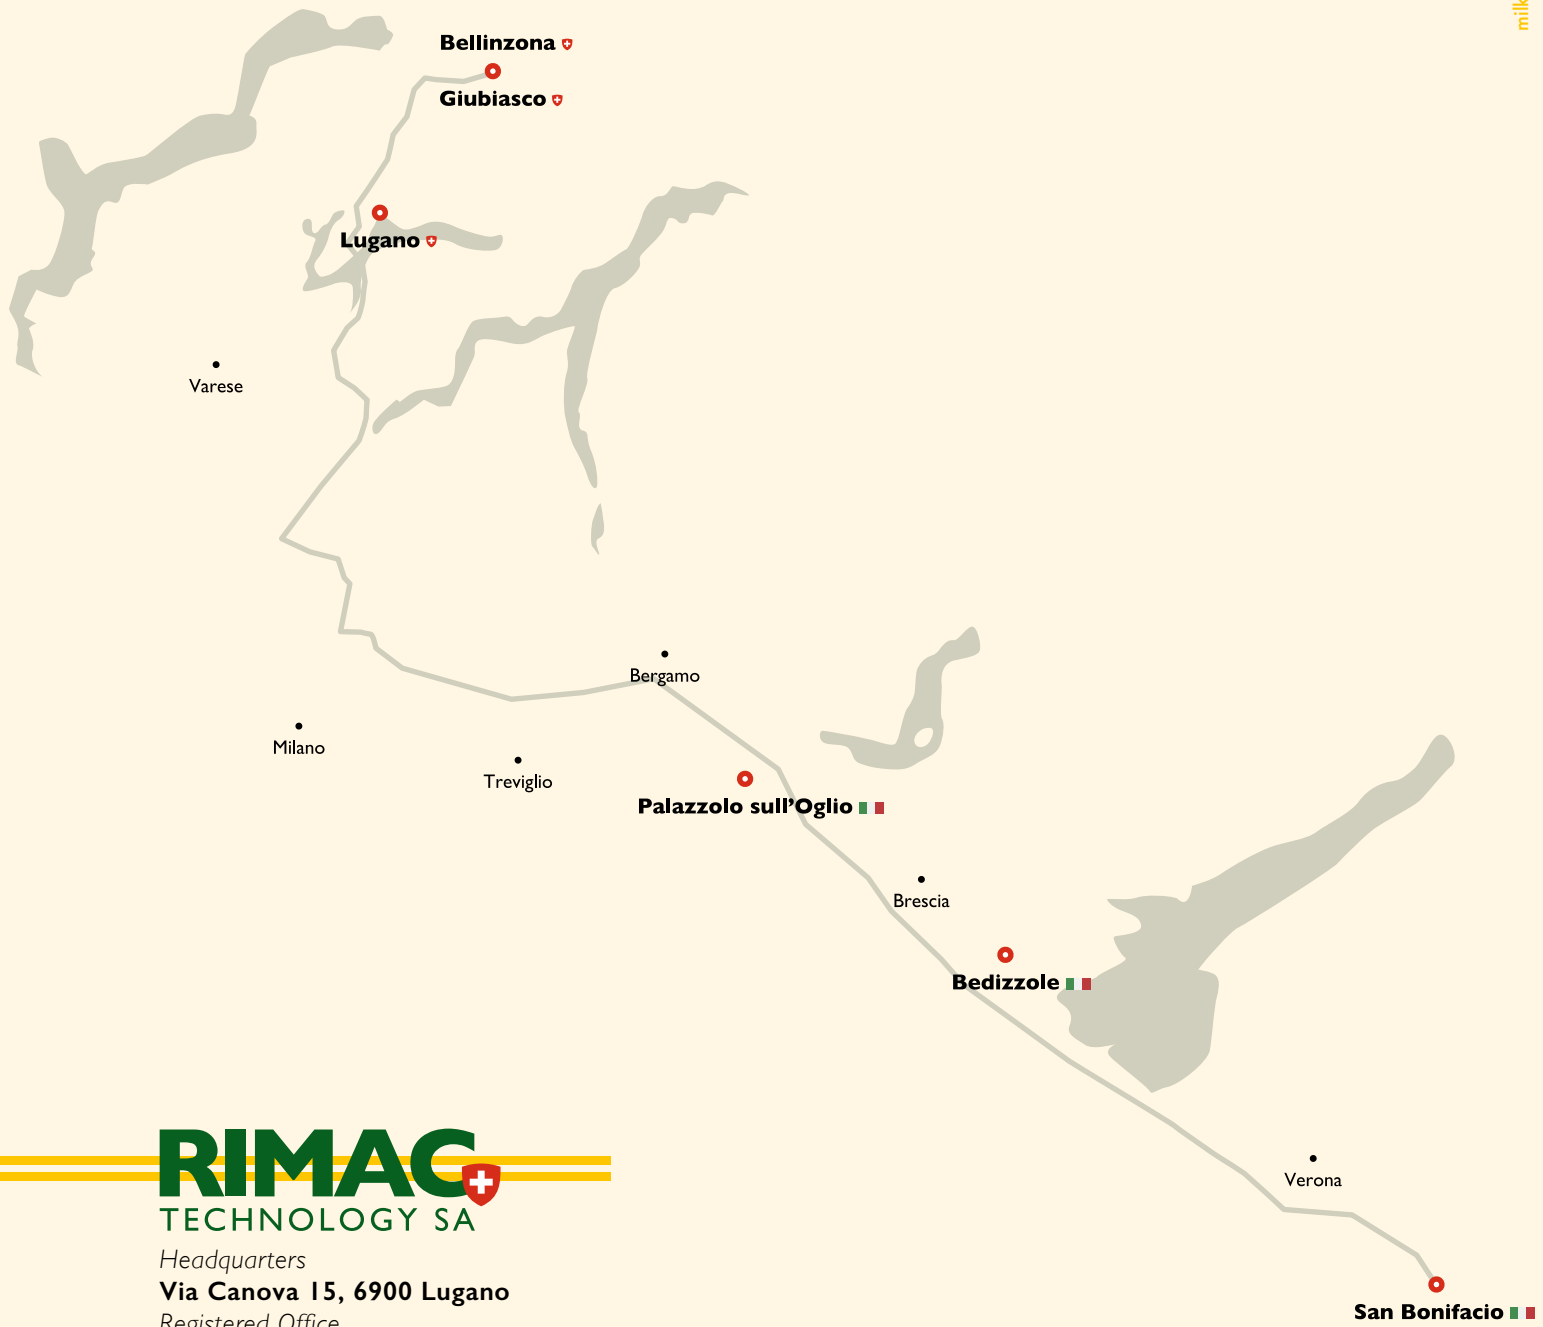 milk
Bellinzona
Giubiasco
Lugano
Varese
Bergamo
Milano
Treviglio
Palazzolo sull’Oglio
Brescia
Bedizzole
Verona
San Bonifacio
RIMAC
TECHNOLOGY SA
Headquarters
Via Canova 15, 6900 Lugano
Registered Office